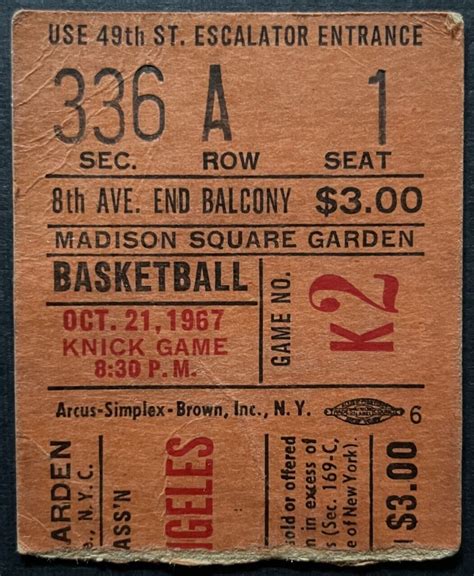 USE 49th ST. ESCALATOR ENTRANCE
336 A 1
SEC. ROW SEAT
8th AVE. END BALCONY $3.00
MADISON SQUARE GARDEN
BASKETBALL
OCT. 21, 1967
KNICK GAME
8:30 P.M.
GAME NO.
K2
Arcus-Simplex-Brown, Inc., N. Y. 6
ARDEN
e., N.Y.C.
ASS'N
NGELES
sold or offered
on in excess of
s (Sec. 169-C,
e of New York).
$3.00